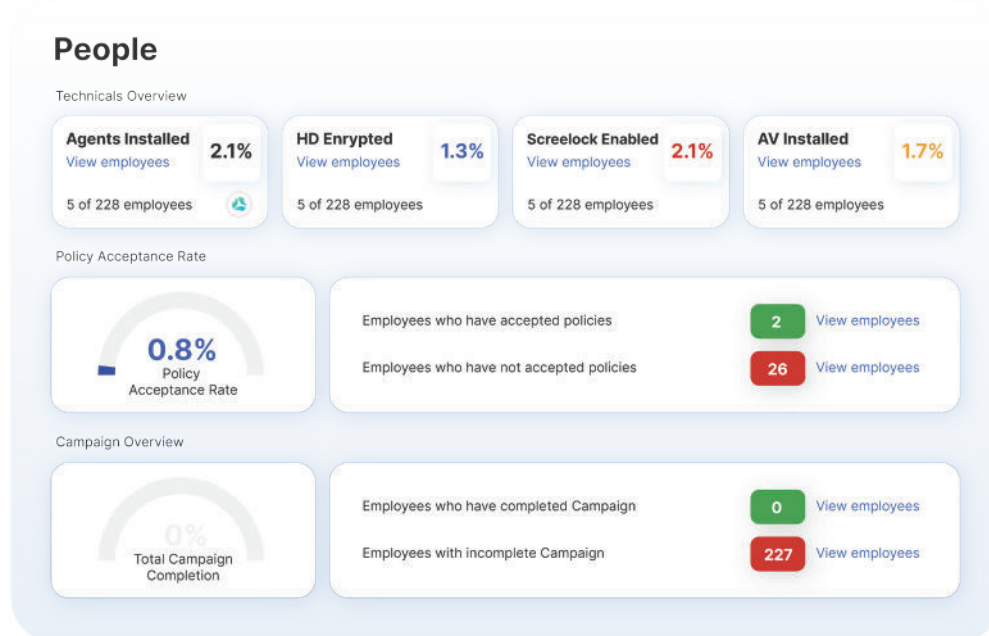 People
Technicals Overview
Agents Installed
View employees
2.1%
5 of 228 employees
HD Enrypted
View employees
1.3%
5 of 228 employees
Screelock Enabled
View employees
2.1%
5 of 228 employees
AV Installed
View employees
1.7%
5 of 228 employees
Policy Acceptance Rate
0.8%
Policy
Acceptance Rate
Employees who have accepted policies 2 View employees
Employees who have not accepted policies 26 View employees
Campaign Overview
0%
Total Campaign
Completion
Employees who have completed Campaign 0 View employees
Employees with incomplete Campaign 227 View employees